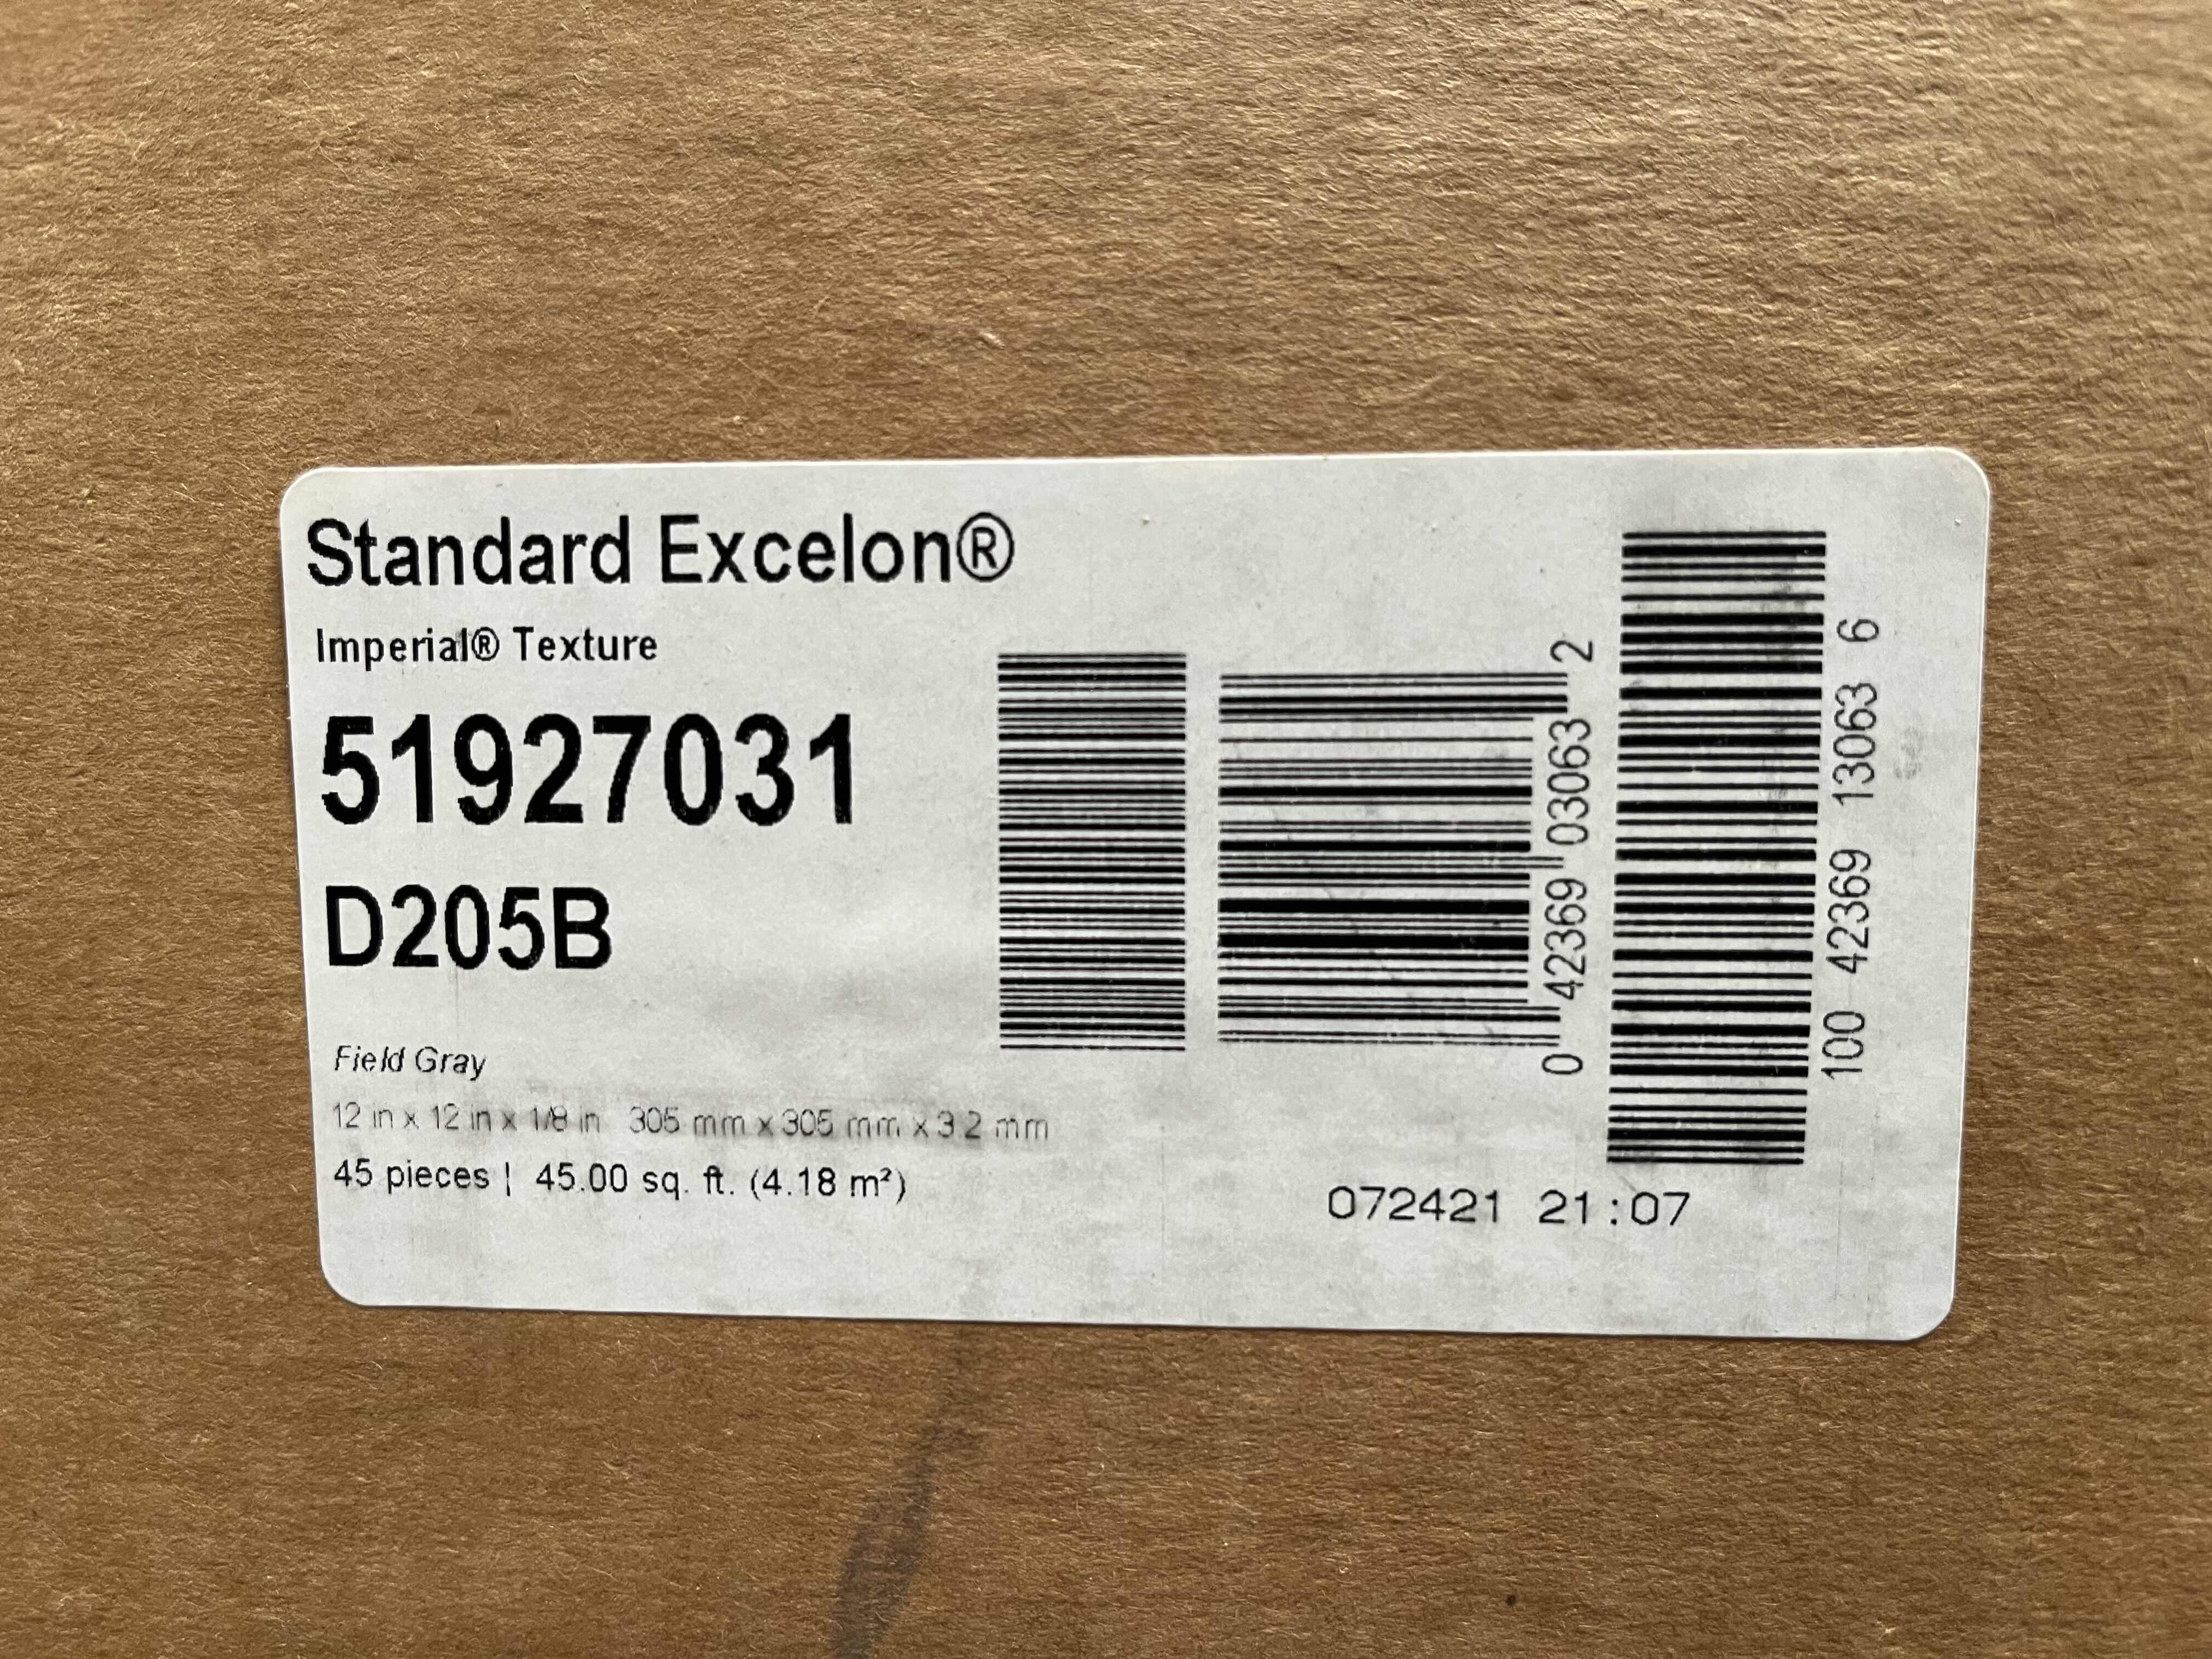 Standard Excelon®
Imperial® Texture
51927031
D205B
Field Gray
12 in x 12 in x 1/8 in 305 mm x 305 mm x 3.2 mm
45 pieces | 45.00 sq. ft. (4.18 m²)
0 42369 03063 2
100 42369 13063 6
072421 21:07